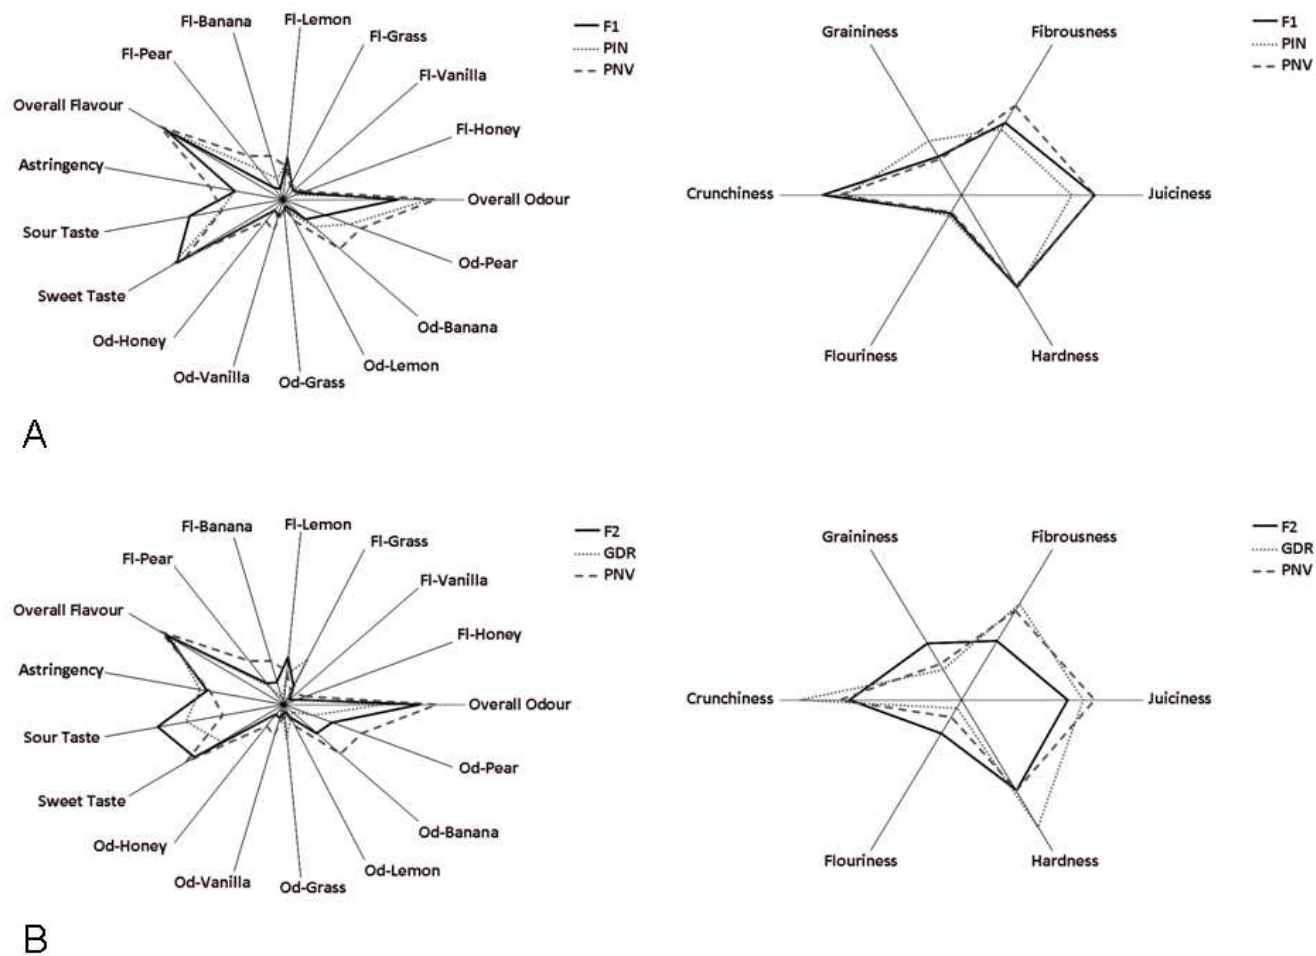 Fl-Lemon
Fl-Banana
Fl-Grass
Fl-Pear
Fl-Vanilla
Overall Flavour
Fl-Honey
Astringency
Overall Odour
Sour Taste
Od-Pear
Sweet Taste
Od-Banana
Od-Honey
Od-Lemon
Od-Vanilla
Od-Grass
F1
PIN
PNV
Graininess
Fibrousness
Crunchiness
Juiciness
Flouriness
Hardness
F1
PIN
PNV
A
Fl-Lemon
Fl-Banana
Fl-Grass
Fl-Pear
Fl-Vanilla
Overall Flavour
Fl-Honey
Astringency
Overall Odour
Sour Taste
Od-Pear
Sweet Taste
Od-Banana
Od-Honey
Od-Lemon
Od-Vanilla
Od-Grass
F2
GDR
PNV
Graininess
Fibrousness
Crunchiness
Juiciness
Flouriness
Hardness
F2
GDR
PNV
B